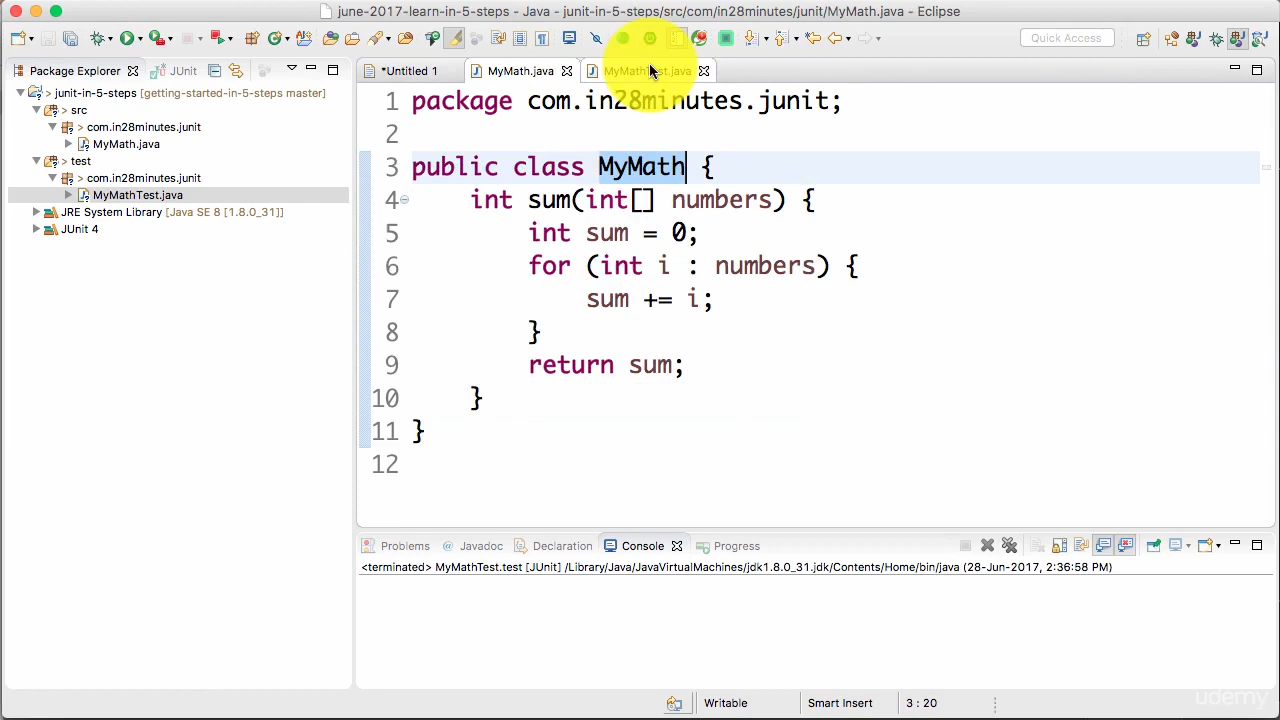 june-2017-learn-in-5-steps - Java - junit-in-5-steps/src/com/in28minutes/junit/MyMath.java - Eclipse
Quick Access
Package Explorer
JUnit
*Untitled 1
MyMath.java
MyMathTest.java
> junit-in-5-steps [getting-started-in-5-steps master]
> src
> com.in28minutes.junit
MyMath.java
> test
> com.in28minutes.junit
MyMathTest.java
JRE System Library [Java SE 8 [1.8.0_31]]
JUnit 4
1 package com.in28minutes.junit;
2
3 public class MyMath {
4 int sum(int[] numbers) {
5 int sum = 0;
6 for (int i : numbers) {
7 sum += i;
8 }
9 return sum;
10 }
11 }
12
Problems
@ Javadoc
Declaration
Console
Progress
<terminated> MyMathTest.test [JUnit] /Library/Java/JavaVirtualMachines/jdk1.8.0_31.jdk/Contents/Home/bin/java (28-Jun-2017, 2:36:58 PM)
Writable
Smart Insert
3 : 20
udemy